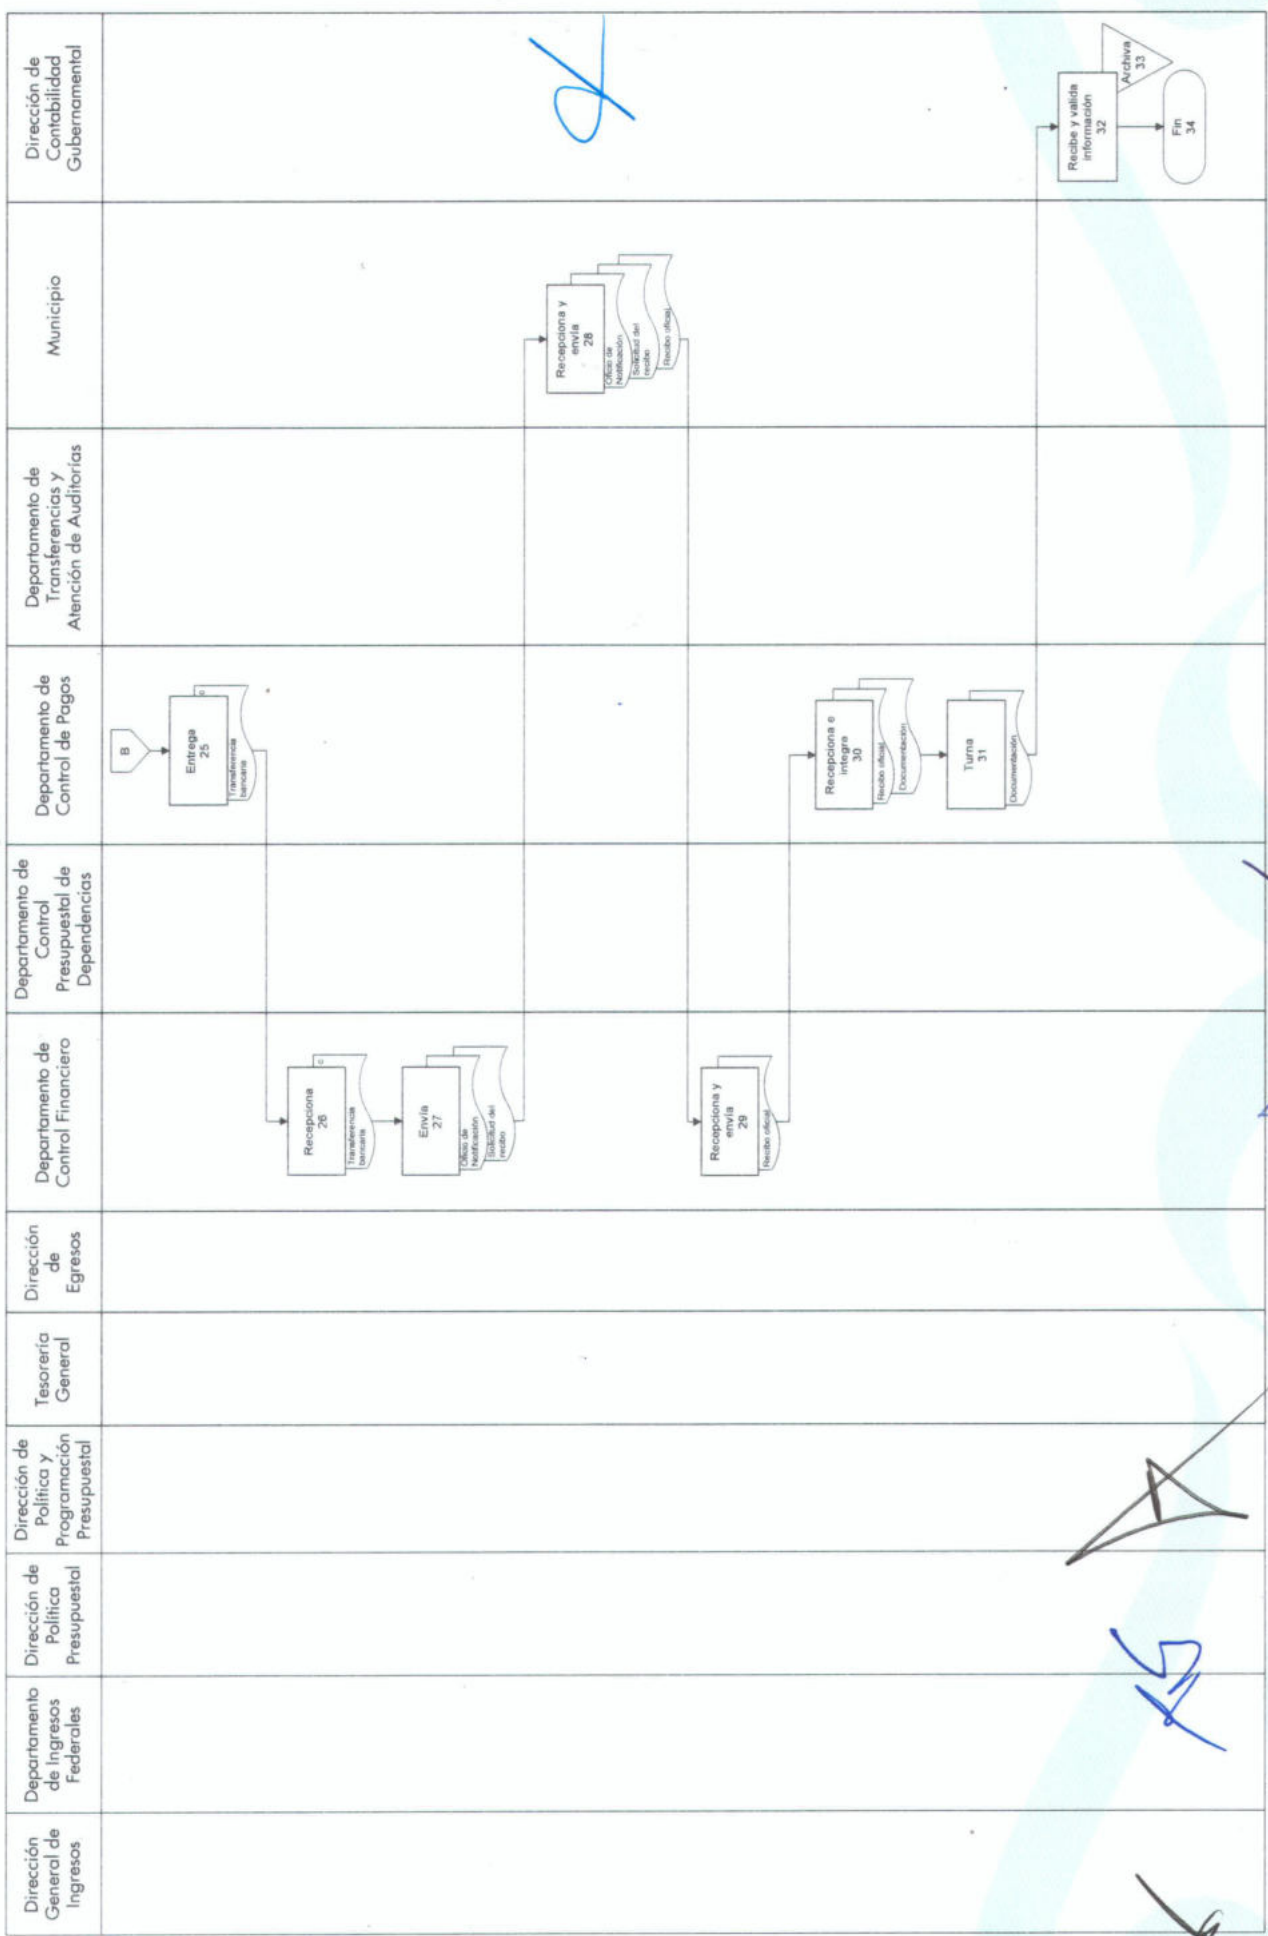 Dirección
General de
Ingresos
Departamento
de Ingresos
Federales
Dirección de
Política
Presupuestal
Dirección de
Política y
Programación
Presupuestal
Tesorería
General
Dirección
de
Egresos
Departamento de
Control Financiero
Departamento de
Control
Presupuestal de
Dependencias
Departamento de
Control de Pagos
Departamento de
Transferencias y
Atención de Auditorías
Municipio
Dirección de
Contabilidad
Gubernamental
B
Entrega
25
Transferencia
bancaria
Recepciona
26
Transferencia
bancaria
Envía
27
Oficio de
Notificación
Solicitud del
recibo
Recepciona y
envía
28
Oficio de
Notificación
Solicitud del
recibo
Recibo oficial
Recepciona y
envía
29
Recibo oficial
Recepciona e
integra
30
Recibo oficial
Documentación
Turna
31
Documentación
Recibe y valida
información
32
Archiva
33
Fin
34